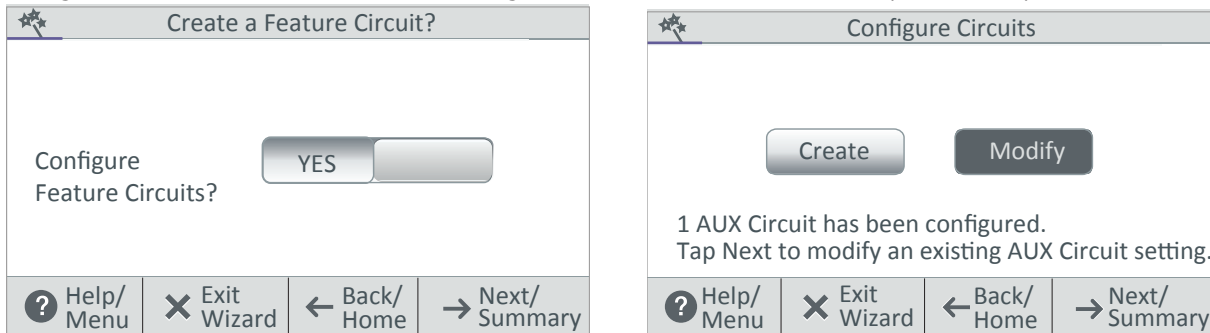 Create a Feature Circuit?
Configure
Feature Circuits?
YES
Help/
Menu
Exit
Wizard
Back/
Home
Next/
Summary
Configure Circuits
Create
Modify
1 AUX Circuit has been configured.
Tap Next to modify an existing AUX Circuit setting.
Help/
Menu
Exit
Wizard
Back/
Home
Next/
Summary